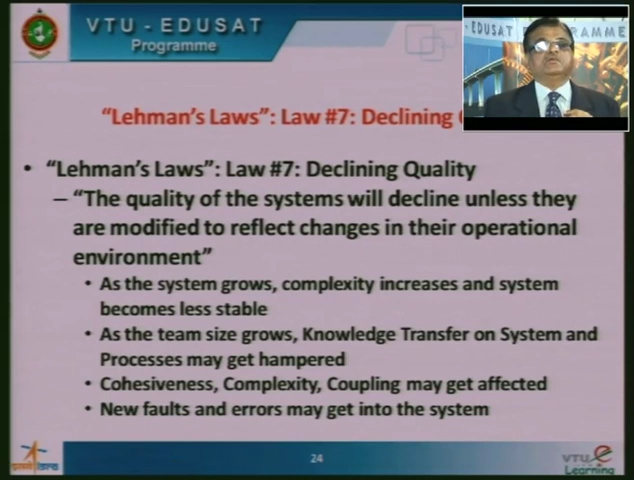 VTU - EDUSAT
Programme
EDUSAT
"Lehman's Laws": Law #7: Declining
• "Lehman's Laws": Law #7: Declining Quality
– "The quality of the systems will decline unless they
are modified to reflect changes in their operational
environment"
• As the system grows, complexity increases and system
becomes less stable
• As the team size grows, Knowledge Transfer on System and
Processes may get hampered
• Cohesiveness, Complexity, Coupling may get affected
• New faults and errors may get into the system
24
VTU e
Learning